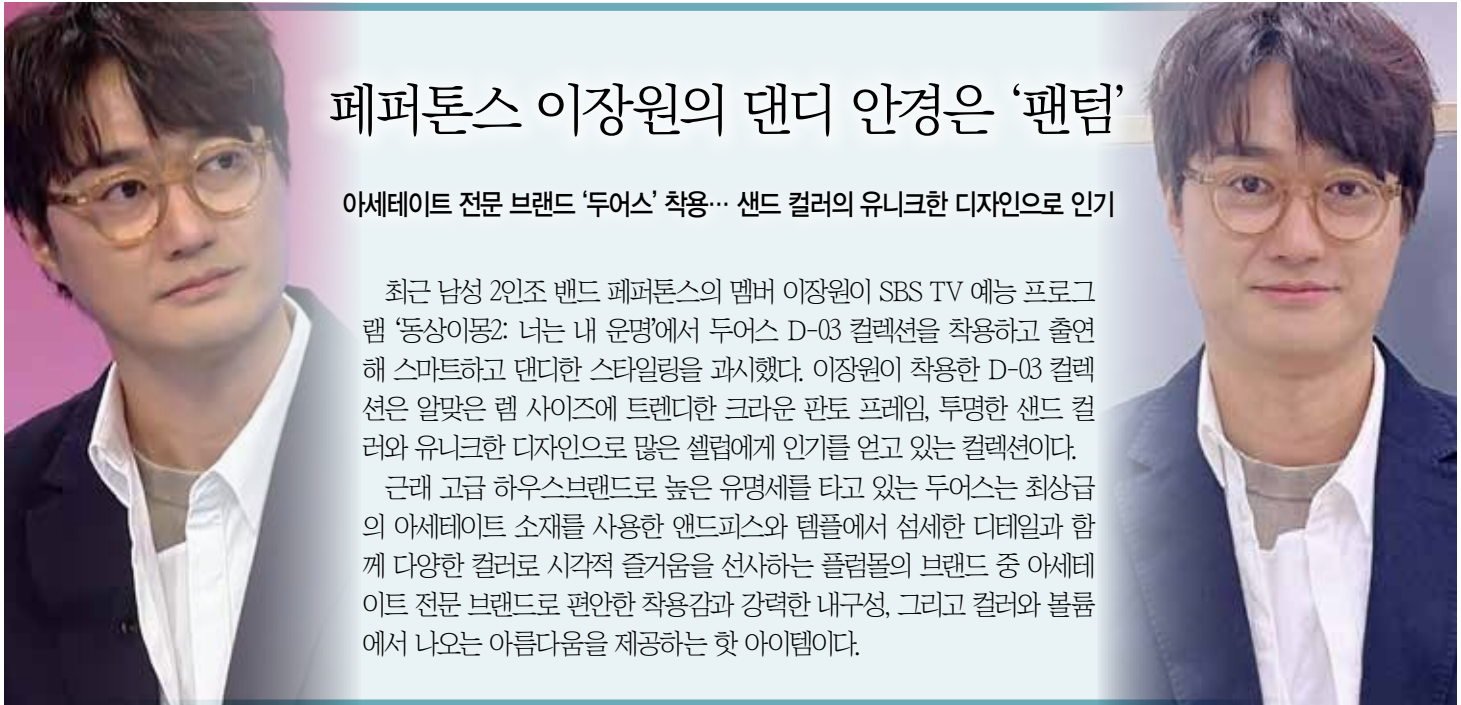 페퍼톤스 이장원의 댄디 안경은 ‘팬텀’
아세테이트 전문 브랜드 ‘두어스’ 착용… 샌드 컬러의 유니크한 디자인으로 인기
최근 남성 2인조 밴드 페퍼톤스의 멤버 이장원이 SBS TV 예능 프로그
램 ‘동상이몽2: 너는 내 운명’에서 두어스 D-03 컬렉션을 착용하고 출연
해 스마트하고 댄디한 스타일링을 과시했다. 이장원이 착용한 D-03 컬렉
션은 알맞은 렘 사이즈에 트렌디한 크라운 판토 프레임, 투명한 샌드 컬
러와 유니크한 디자인으로 많은 셀럽에게 인기를 얻고 있는 컬렉션이다.
근래 고급 하우스브랜드로 높은 유명세를 타고 있는 두어스는 최상급
의 아세테이트 소재를 사용한 앤드피스와 템플에서 섬세한 디테일과 함
께 다양한 컬러로 시각적 즐거움을 선사하는 플럼몰의 브랜드 중 아세테
이트 전문 브랜드로 편안한 착용감과 강력한 내구성, 그리고 컬러와 볼륨
에서 나오는 아름다움을 제공하는 핫 아이템이다.